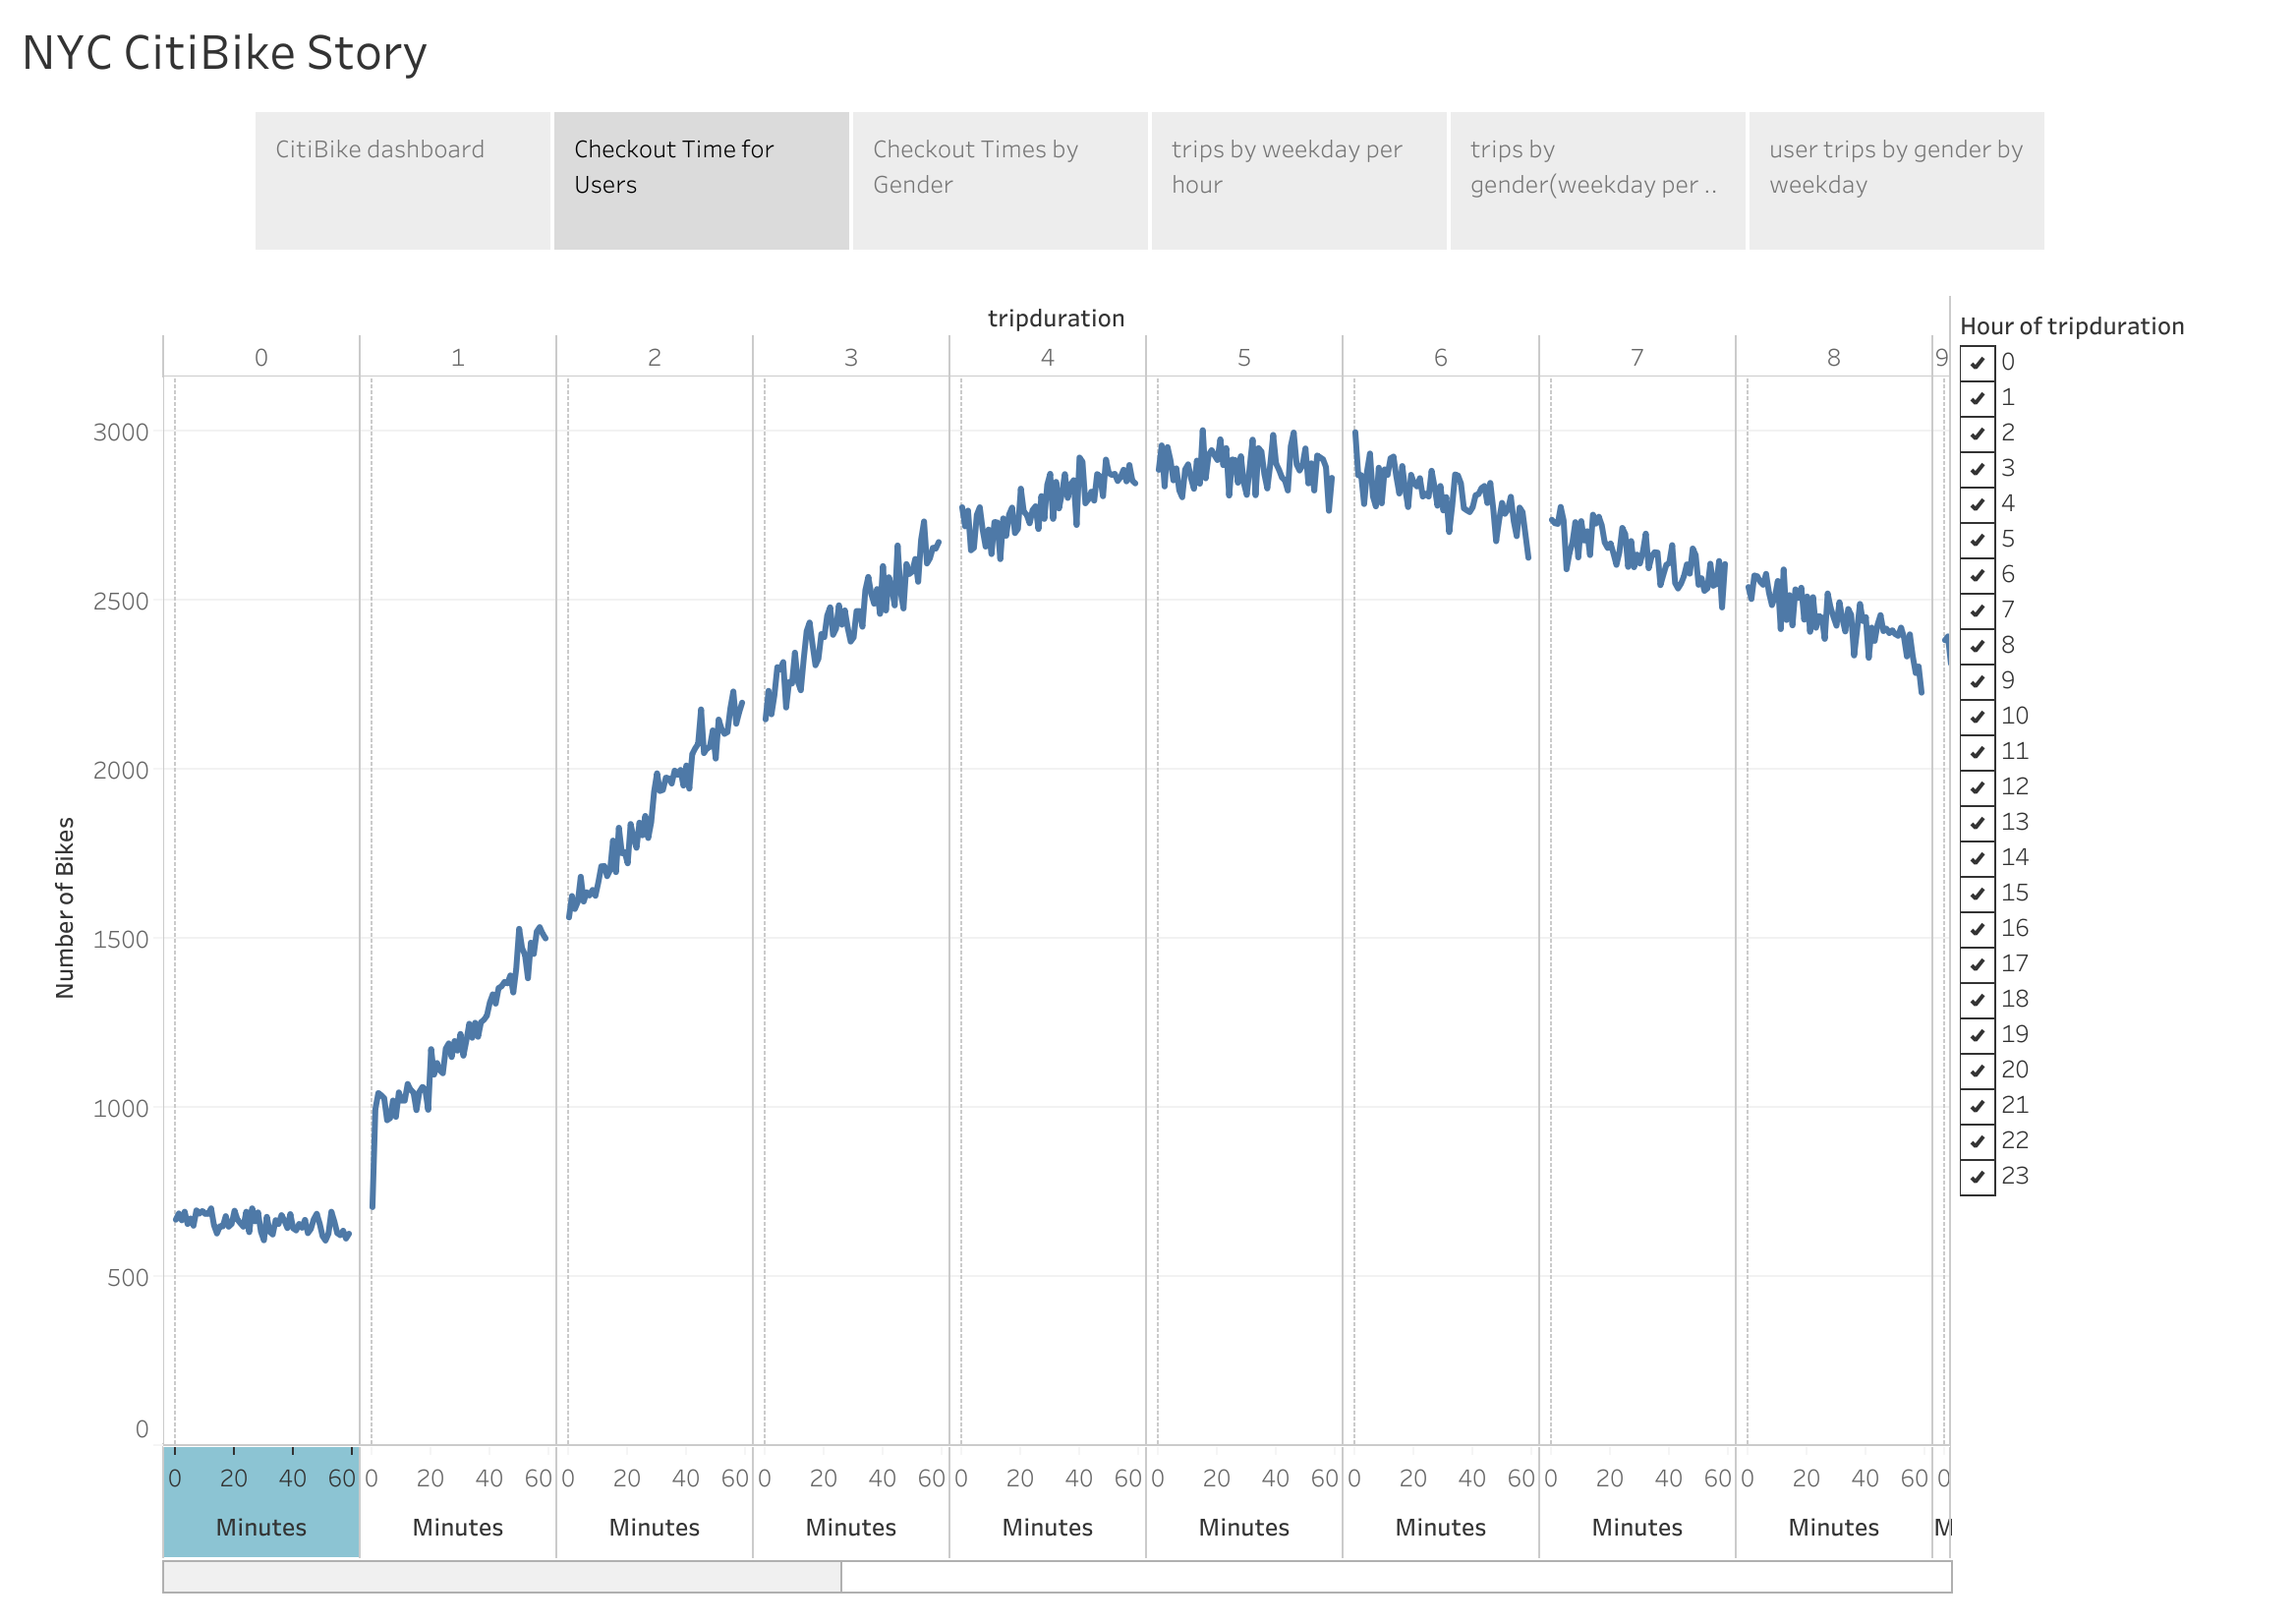 NYC CitiBike Story
CitiBike dashboard
Checkout Time for
Users
Checkout Times by
Gender
trips by weekday per
hour
trips by
gender(weekday per ..
user trips by gender by
weekday
tripduration
0 1 2 3 4 5 6 7 8 9
3000
2500
2000
1500
1000
500
0
Number of Bikes
0 20 40 60 0 20 40 60 0 20 40 60 0 20 40 60 0 20 40 60 0 20 40 60 0 20 40 60 0 20 40 60 0 20 40 60 0
Minutes Minutes Minutes Minutes Minutes Minutes Minutes Minutes Minutes M
Hour of tripduration
0
1
2
3
4
5
6
7
8
9
10
11
12
13
14
15
16
17
18
19
20
21
22
23